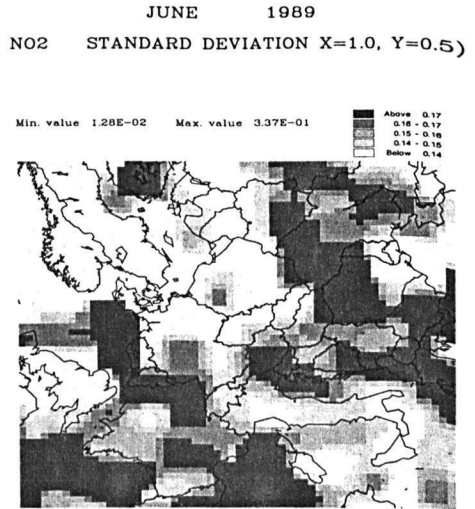 JUNE 1989
NO2 STANDARD DEVIATION X=1.0, Y=0.5)
Min. value 1.28E-02 Max. value 3.37E-01
Above 0.17
0.16 - 0.17
0.15 - 0.16
0.14 - 0.15
Below 0.14